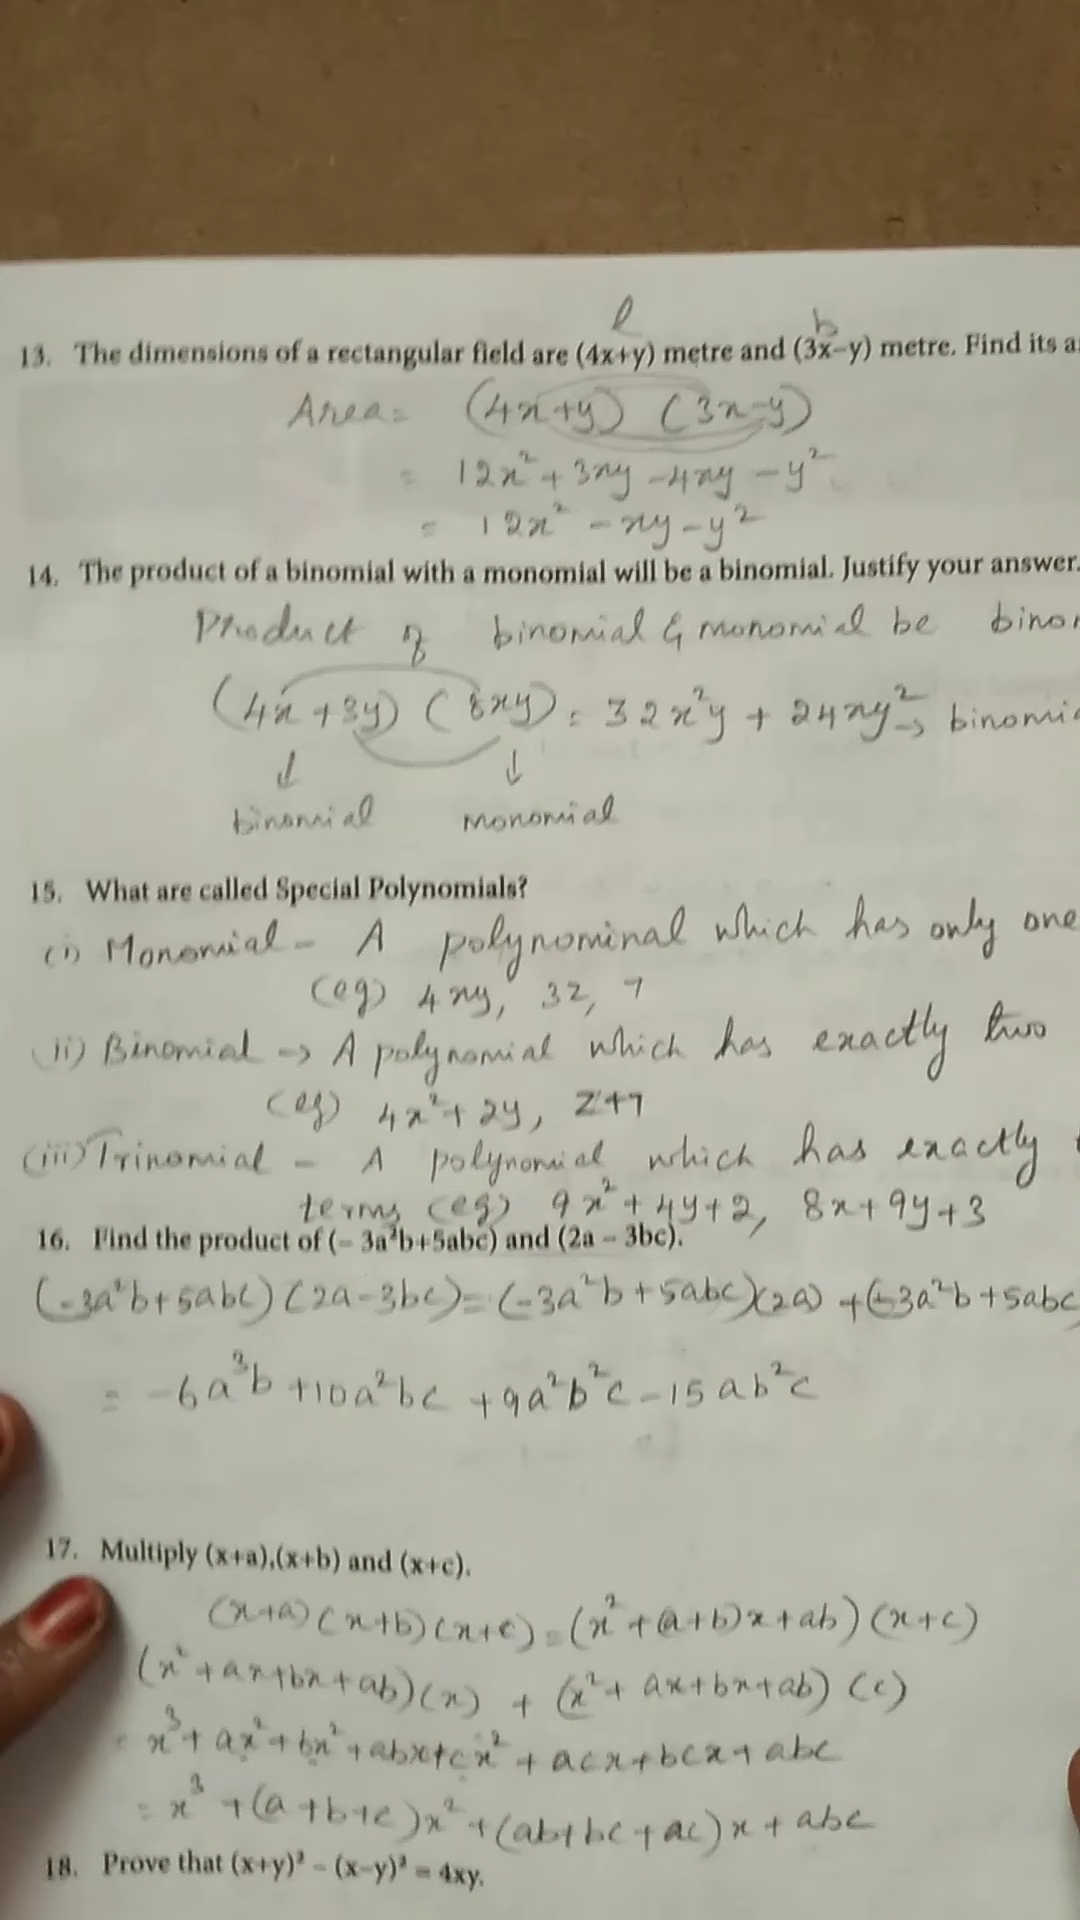 l b
13. The dimensions of a rectangular field are (4x+y) metre and (3x-y) metre. Find its
Area = (4x+y) (3x-y)
= 12x² + 3xy - 4xy - y²
= 12x² - xy - y²
14. The product of a binomial with a monomial will be a binomial. Justify your answer.
Product of binomial & monomial be
(4x+3y) (8xy) = 32x²y + 24xy² →
↓ ↓
binomial monomial
15. What are called Special Polynomials?
(i) Monomial - A polynominal which has only one
(eg) 4xy, 3z, 7
(ii) Binomial → A polynomial which has exactly two
(eg) 4x²+2y, z+7
(iii) Trinomial - A polynomial which has exactly
terms (eg) 9x²+4y+2, 8x+9y+3
16. Find the product of (- 3a²b+5abc) and (2a - 3bc).
(-3a²b+5abc) (2a-3bc) = (-3a²b+5abc)(2a) + (-3a²b+5abc
= -6a³b +10a²bc +9a²b²c -15ab²c
17. Multiply (x+a),(x+b) and (x+c).
(x+a) (x+b) (x+c) = (x² + (a+b)x + ab) (x+c)
(x² + ax+bx+ab) (x) + (x²+ ax+bx+ab) (c)
= x³+ ax²+bx²+abx+cx² + acx+bcx+abc
= x³ +(a+b+c)x² +(ab+bc+ac)x + abc
18. Prove that (x+y)² - (x-y)² = 4xy.